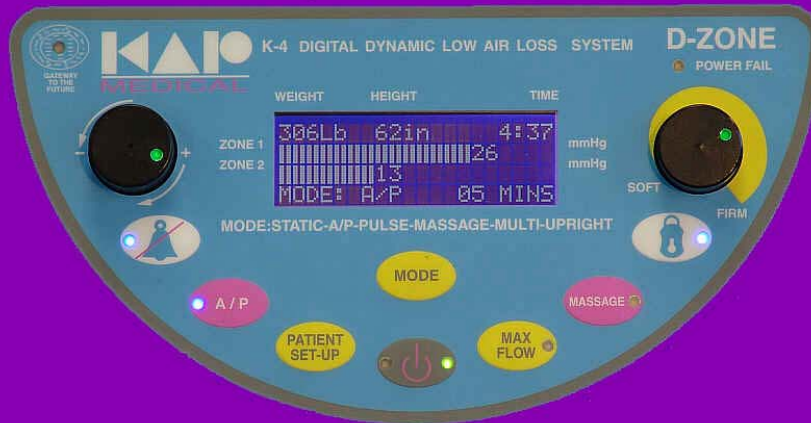 KAP
MEDICAL
K-4 DIGITAL DYNAMIC LOW AIR LOSS SYSTEM
D-ZONE
GATEWAY
TO THE
FUTURE
POWER FAIL
WEIGHT HEIGHT TIME
306Lb 62in 4:37
ZONE 1 26 mmHg
ZONE 2 13 mmHg
MODE: A/P 05 MINS
- +
SOFT
FIRM
MODE:STATIC-A/P-PULSE-MASSAGE-MULTI-UPRIGHT
MODE
A / P
MASSAGE
PATIENT
SET-UP
MAX
FLOW